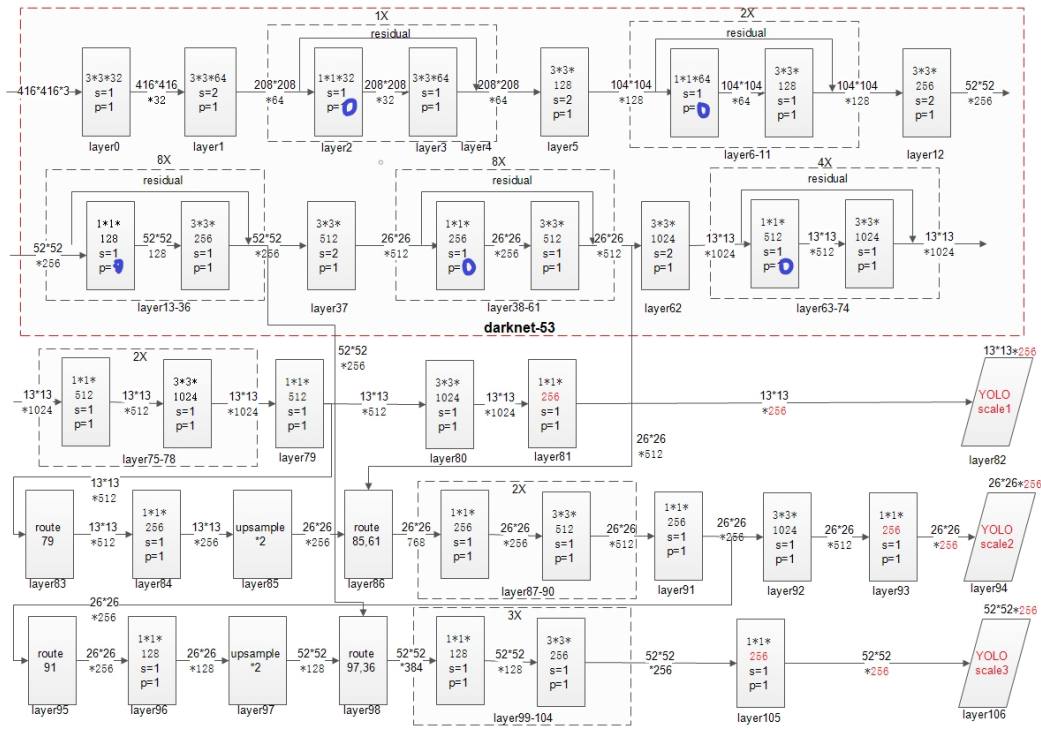 1X
2X
residual
residual
416*416*3
3*3*32
s=1
p=1
416*416
*32
3*3*64
s=2
p=1
208*208
*64
1*1*32
s=1
p=0
208*208
*32
3*3*64
s=1
p=1
208*208
*64
3*3*
128
s=2
p=1
104*104
*128
1*1*64
s=1
p=0
104*104
*64
3*3*
128
s=1
p=1
104*104
*128
3*3*
256
s=2
p=1
52*52
*256
layer0
layer1
layer2
layer3
layer4
layer5
layer6-11
layer12
8X
8X
4X
residual
residual
residual
52*52
*256
1*1*
128
s=1
p=0
52*52
128
3*3*
256
s=1
p=1
52*52
*256
3*3*
512
s=2
p=1
26*26
*512
1*1*
256
s=1
p=0
26*26
*256
3*3*
512
s=1
p=1
26*26
*512
3*3*
1024
s=2
p=1
13*13
*1024
1*1*
512
s=1
p=0
13*13
*512
3*3*
1024
s=1
p=1
13*13
*1024
layer13-36
layer37
layer38-61
layer62
layer63-74
darknet-53
2X
52*52
*256
13*13*256
13*13
*1024
1*1*
512
s=1
p=1
13*13
*512
3*3*
1024
s=1
p=1
13*13
*1024
1*1*
512
s=1
p=1
13*13
*512
3*3*
1024
s=1
p=1
13*13
*1024
1*1*
256
s=1
p=1
13*13
*256
YOLO
scale1
layer75-78
layer79
layer80
layer81
layer82
26*26
*512
13*13
*512
2X
26*26*256
route
79
13*13
*512
1*1*
256
s=1
p=1
13*13
*256
upsample
*2
26*26
*256
route
85,61
26*26
768
1*1*
256
s=1
p=1
26*26
*256
3*3*
512
s=1
p=1
26*26
*512
1*1*
256
s=1
p=1
26*26
*256
3*3*
1024
s=1
p=1
26*26
*512
1*1*
256
s=1
p=1
26*26
*256
YOLO
scale2
layer83
layer84
layer85
layer86
layer87-90
layer91
layer92
layer93
layer94
26*26
*256
3X
52*52*256
route
91
26*26
*256
1*1*
128
s=1
p=1
26*26
*128
upsample
*2
52*52
*128
route
97,36
52*52
*384
1*1*
128
s=1
p=1
52*52
*128
3*3*
256
s=1
p=1
52*52
*256
1*1*
256
s=1
p=1
52*52
*256
YOLO
scale3
layer95
layer96
layer97
layer98
layer99-104
layer105
layer106